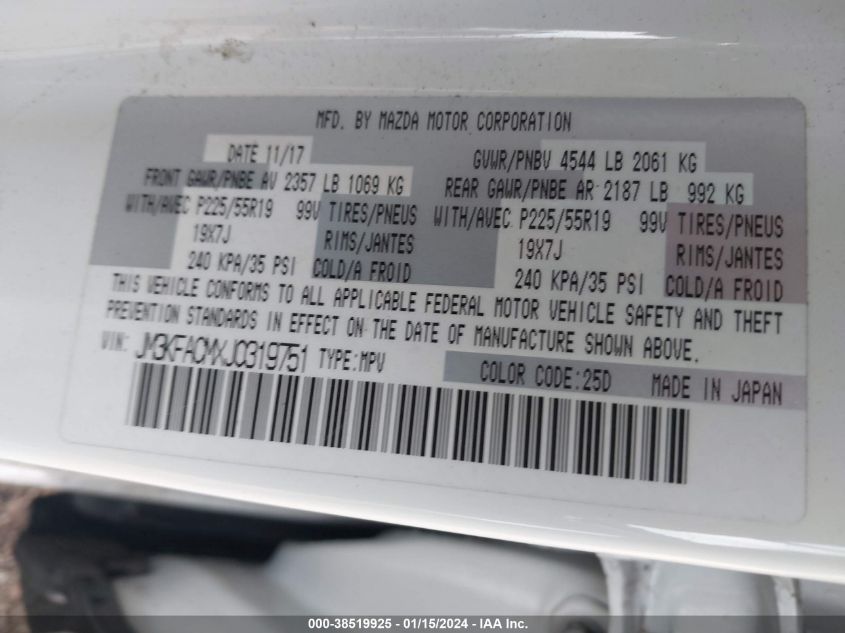 MFD. BY MAZDA MOTOR CORPORATION
DATE 11/17 GVWR/PNBV 4544 LB 2061 KG
FRONT GAWR/PNBE AV 2357 LB 1069 KG REAR GAWR/PNBE AR 2187 LB 992 KG
WITH/AVEC P225/55R19 99V TIRES/PNEUS WITH/AVEC P225/55R19 99V TIRES/PNEUS
19X7J RIMS/JANTES 19X7J RIMS/JANTES
240 KPA/35 PSI COLD/A FROID 240 KPA/35 PSI COLD/A FROID
THIS VEHICLE CONFORMS TO ALL APPLICABLE FEDERAL MOTOR VEHICLE SAFETY AND THEFT
PREVENTION STANDARDS IN EFFECT ON THE DATE OF MANUFACTURE SHOWN ABOVE.
VIN: JM3KFACMXJ0319751 TYPE:MPV COLOR CODE:25D MADE IN JAPAN
000-38519925 - 01/15/2024 - IAA Inc.